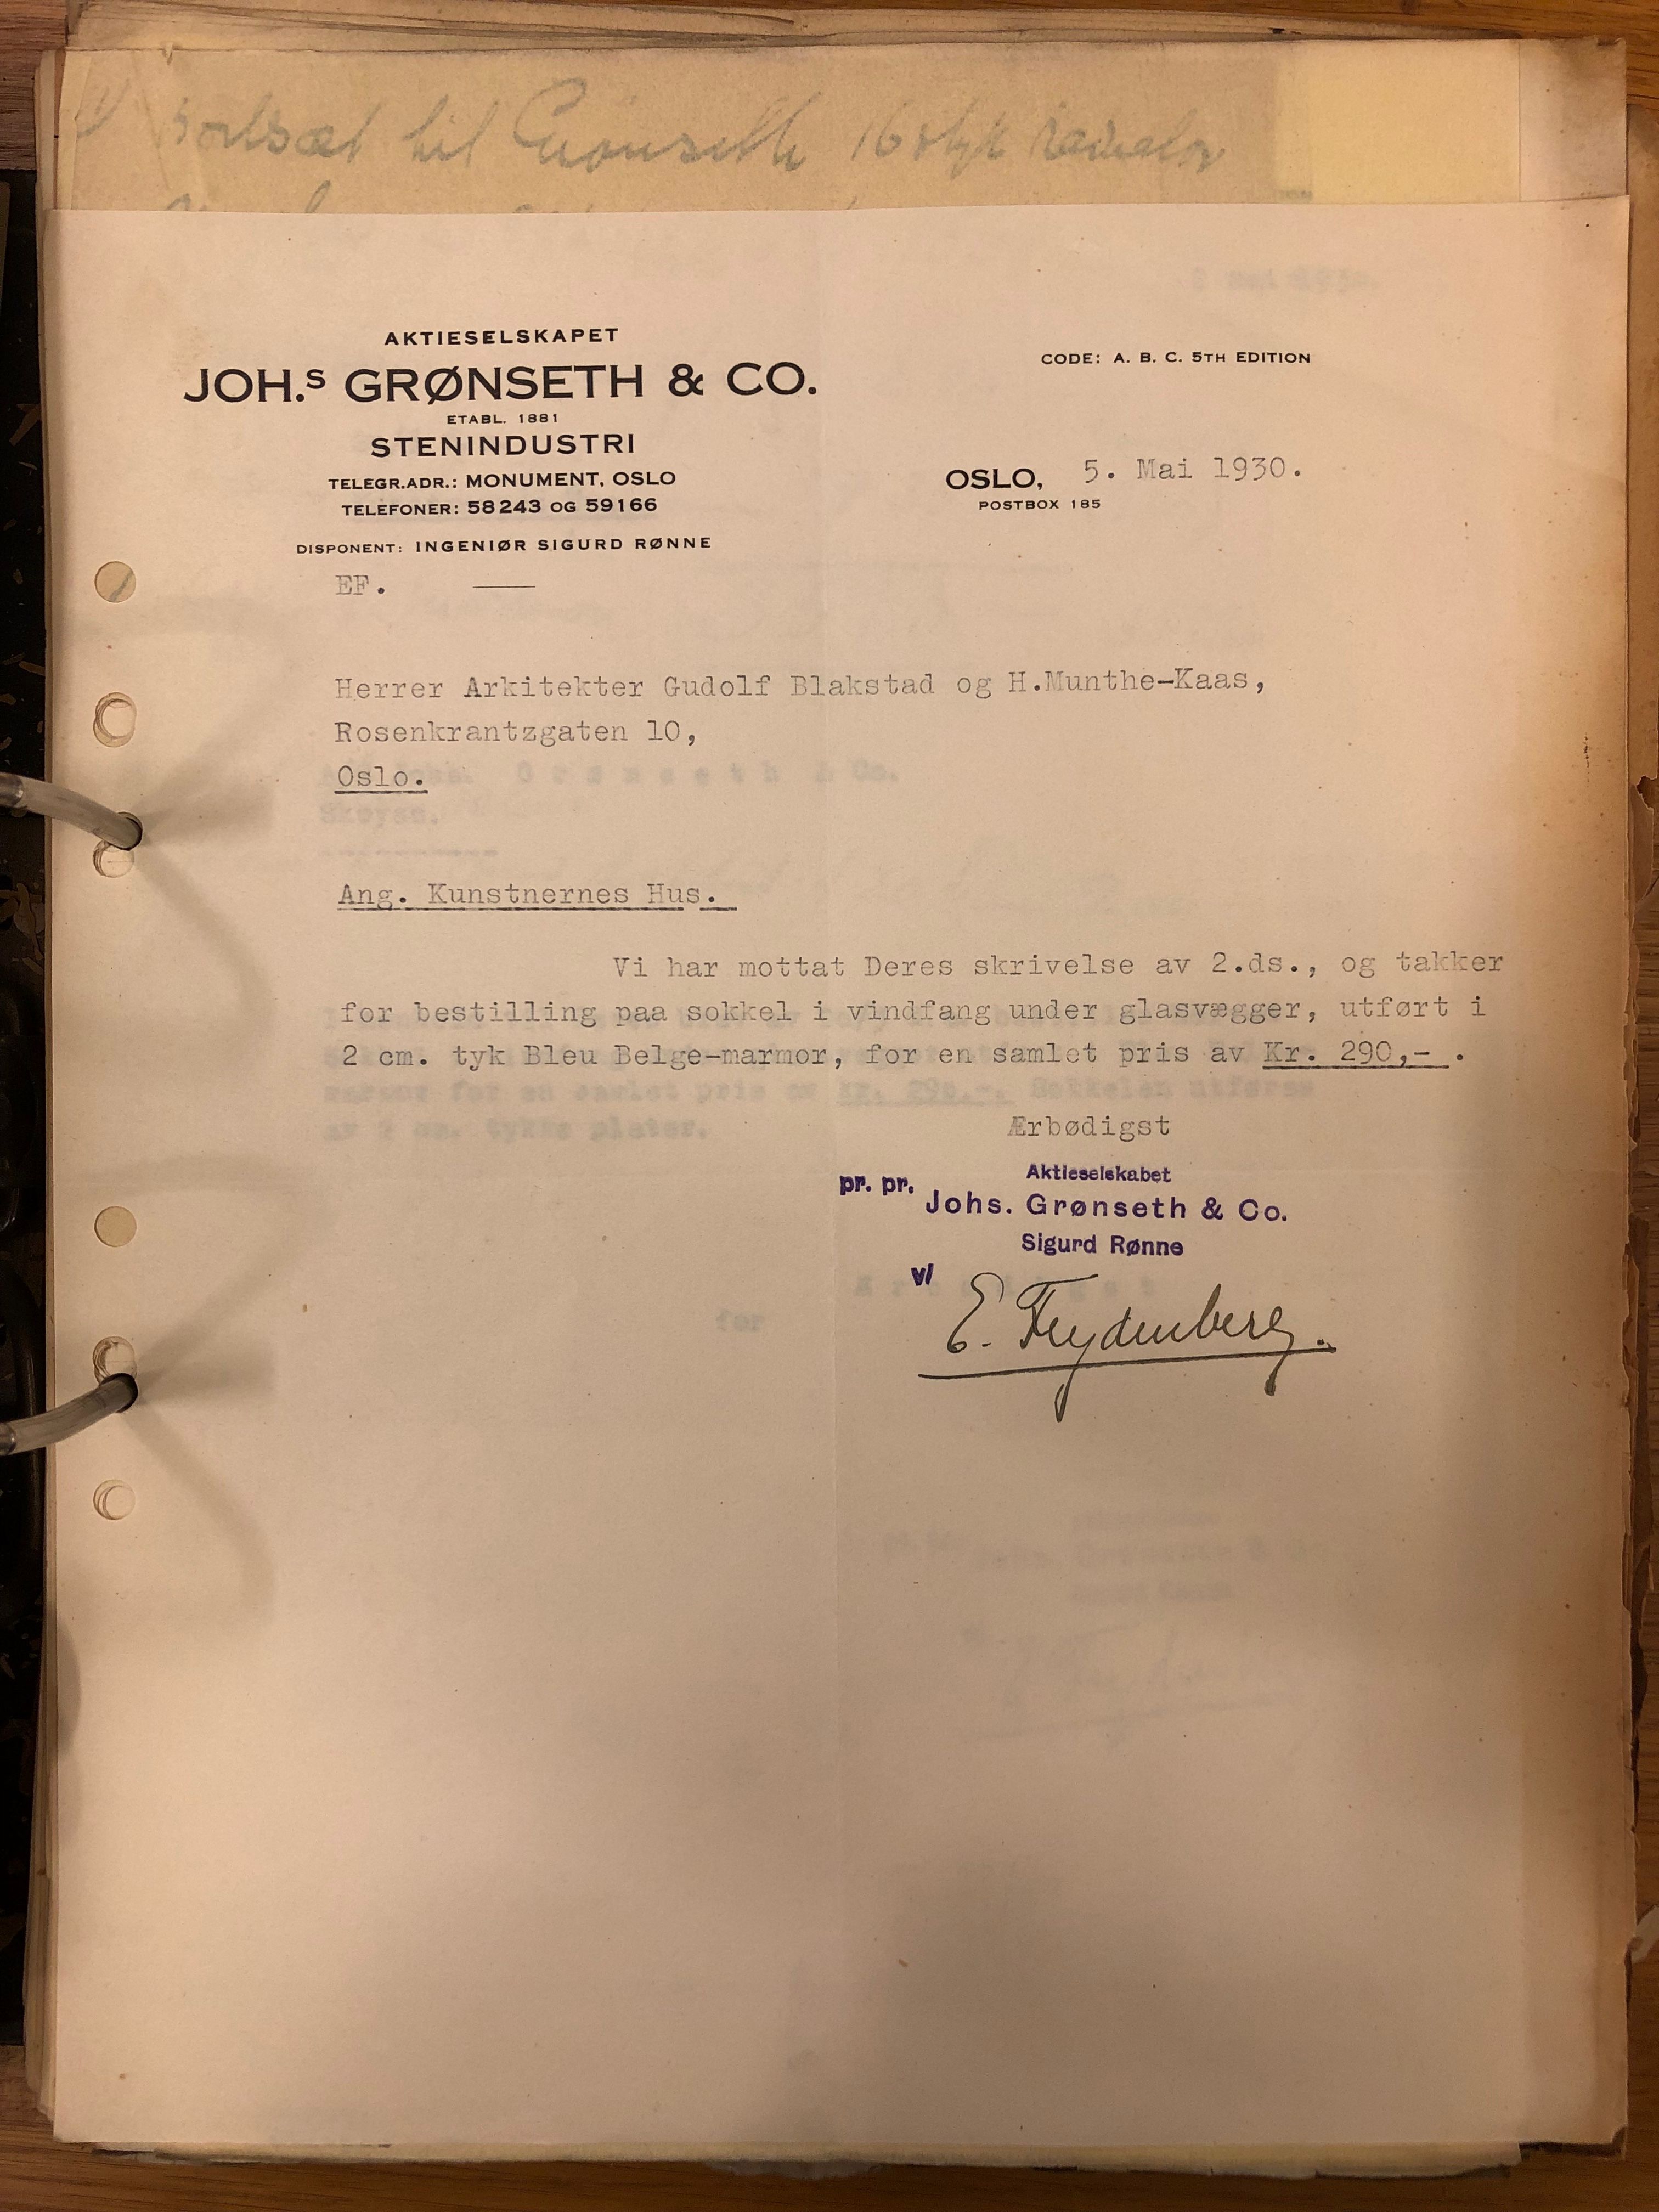 til Grönseth 16 styk
AKTIESELSKAPET
JOH.S GRØNSETH & CO.
ETABL. 1881
STENINDUSTRI
TELEGR.ADR.: MONUMENT, OSLO
TELEFONER: 58243 OG 59166
DISPONENT: INGENIØR SIGURD RØNNE
CODE: A. B. C. 5TH EDITION
OSLO, 5. Mai 1930.
POSTBOX 185
EF.
Herrer Arkitekter Gudolf Blakstad og H.Munthe-Kaas,
Rosenkrantzgaten 10,
Oslo.
Ang. Kunstnernes Hus.
Vi har mottat Deres skrivelse av 2.ds., og takker
for bestilling paa sokkel i vindfang under glasvægger, utført i
2 cm. tyk Bleu Belge-marmor, for en samlet pris av Kr. 290,- .
Ærbødigst
Aktieselskabet
pr. pr. Johs. Grønseth & Co.
Sigurd Rønne
v/
E. Frydenberg.